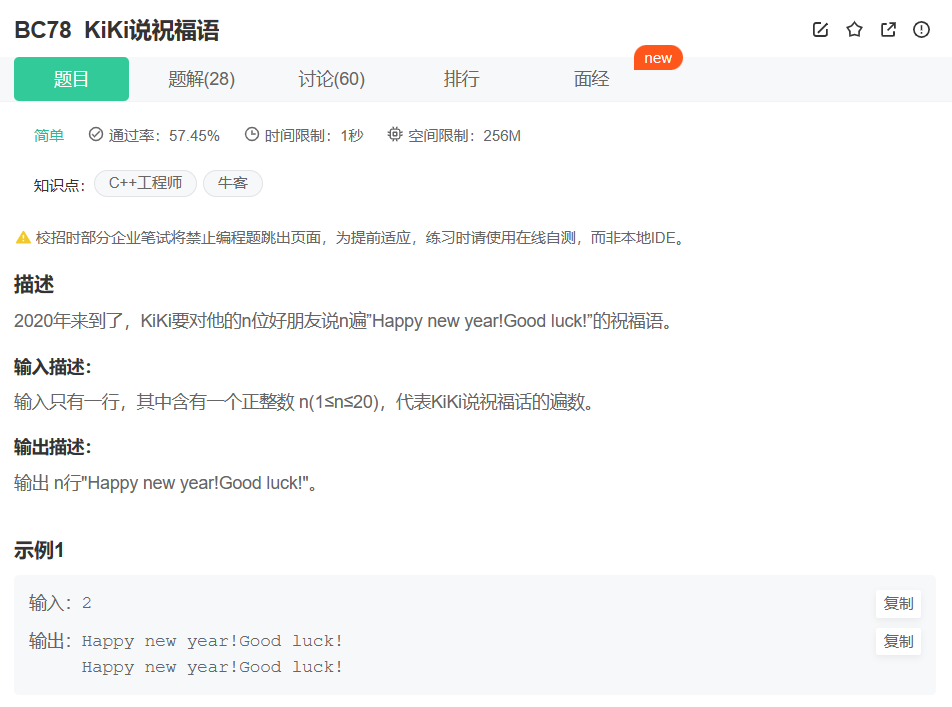 BC78 KiKi说祝福语
new
题目 题解(28) 讨论(60) 排行 面经
简单 通过率：57.45% 时间限制：1秒 空间限制：256M
知识点： C++工程师 牛客
校招时部分企业笔试将禁止编程题跳出页面，为提前适应，练习时请使用在线自测，而非本地IDE。
描述
2020年来到了，KiKi要对他的n位好朋友说n遍”Happy new year!Good luck!”的祝福语。
输入描述：
输入只有一行，其中含有一个正整数 n(1≤n≤20)，代表KiKi说祝福话的遍数。
输出描述：
输出 n行"Happy new year!Good luck!"。
示例1
输入：2 复制
输出：Happy new year!Good luck! 复制
Happy new year!Good luck!